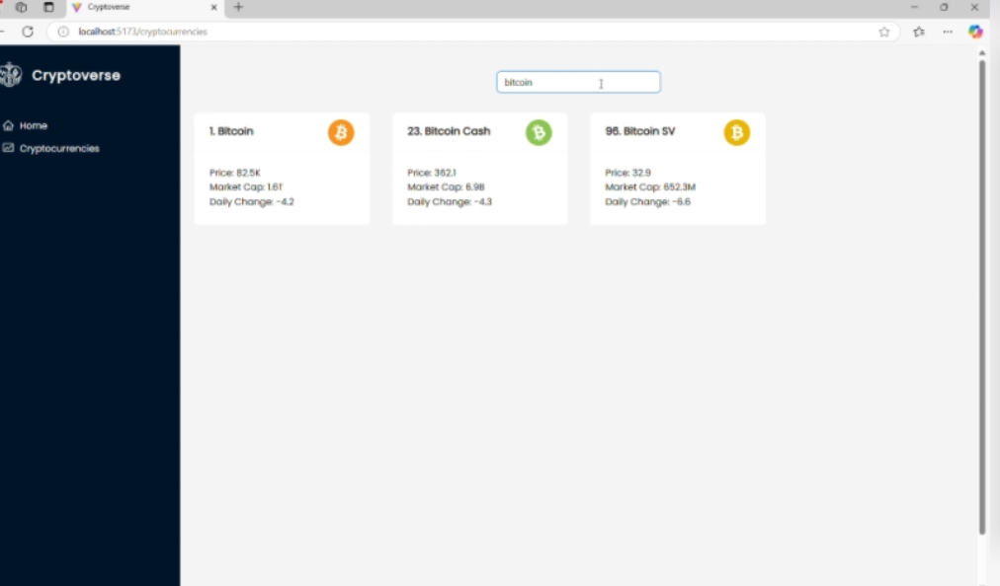 Cryptoverse
localhost:5173/cryptocurrencies
Cryptoverse
Home
Cryptocurrencies
bitcoin
1. Bitcoin
Price: 82.5K
Market Cap: 1.6T
Daily Change: -4.2
23. Bitcoin Cash
Price: 362.1
Market Cap: 6.9B
Daily Change: -4.3
96. Bitcoin SV
Price: 32.9
Market Cap: 652.3M
Daily Change: -6.6